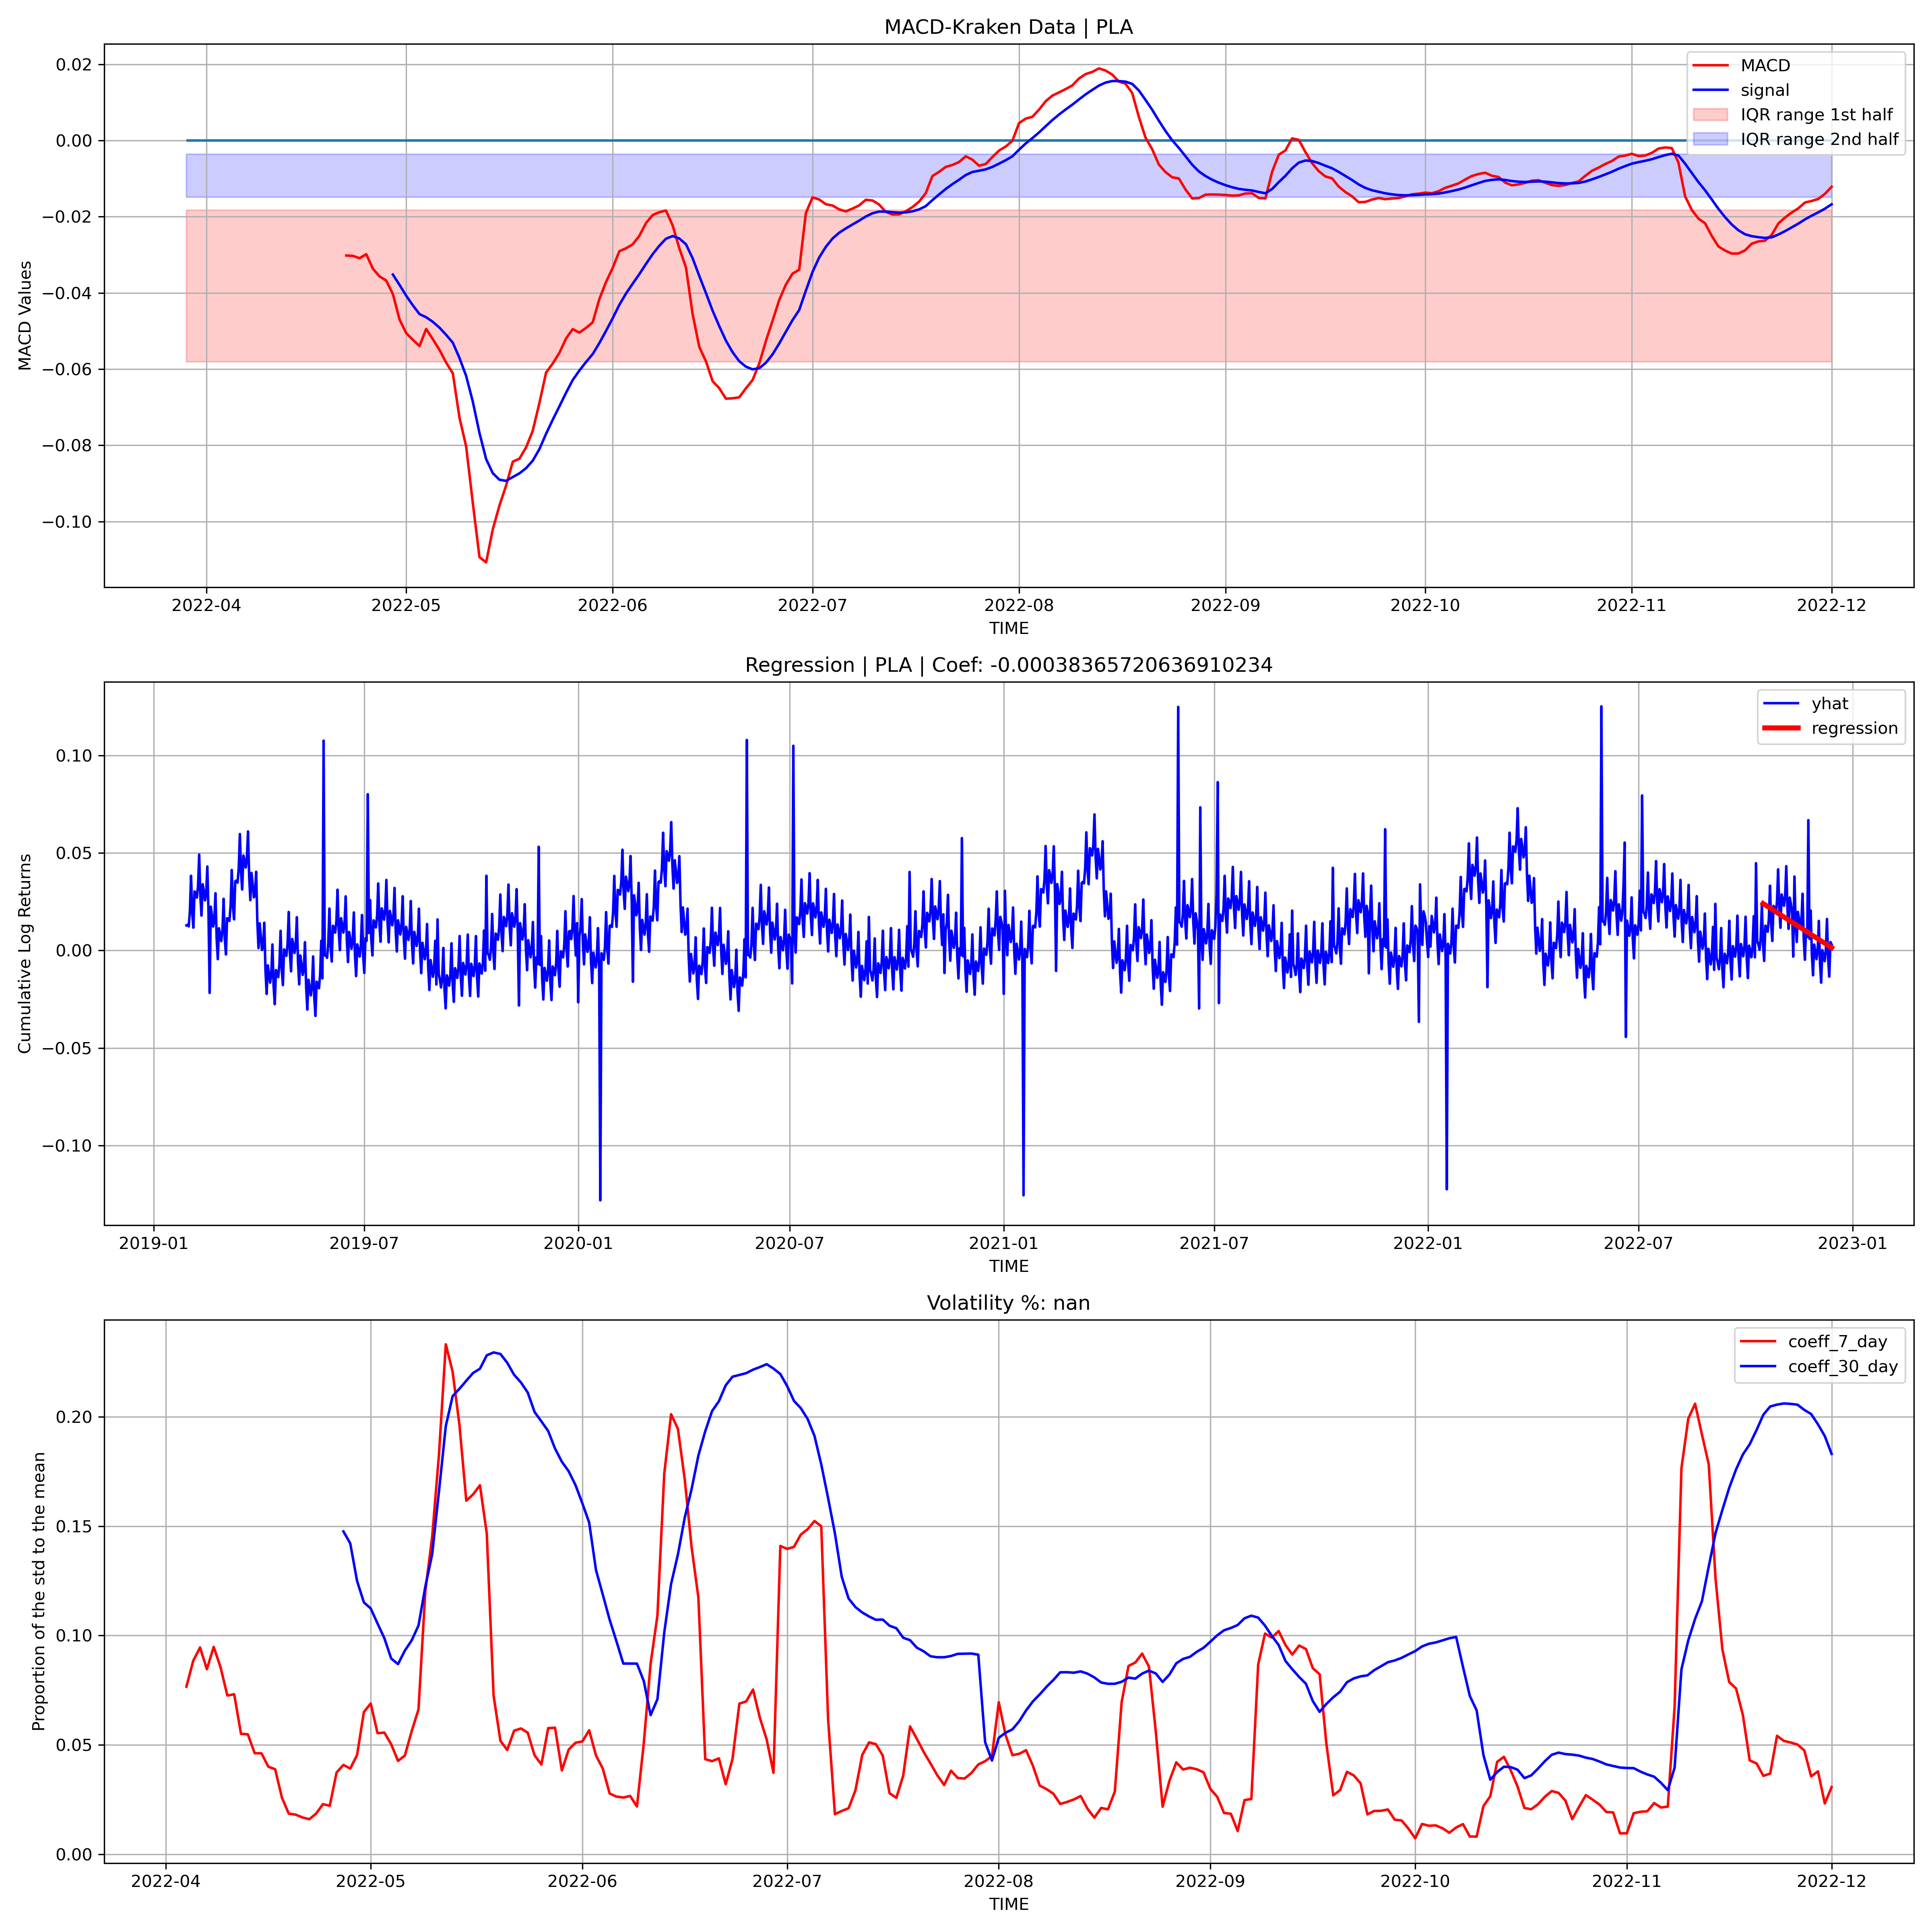 MACD-Kraken Data | PLA
MACD Values
0.02
0.00
−0.02
−0.04
−0.06
−0.08
−0.10
MACD
signal
IQR range 1st half
IQR range 2nd half
2022-04 2022-05 2022-06 2022-07 2022-08 2022-09 2022-10 2022-11 2022-12
TIME
Regression | PLA | Coef: -0.00038365720636910234
Cumulative Log Returns
0.10
0.05
0.00
−0.05
−0.10
yhat
regression
2019-01 2019-07 2020-01 2020-07 2021-01 2021-07 2022-01 2022-07 2023-01
TIME
Volatility %: nan
Proportion of the std to the mean
0.20
0.15
0.10
0.05
0.00
coeff_7_day
coeff_30_day
2022-04 2022-05 2022-06 2022-07 2022-08 2022-09 2022-10 2022-11 2022-12
TIME